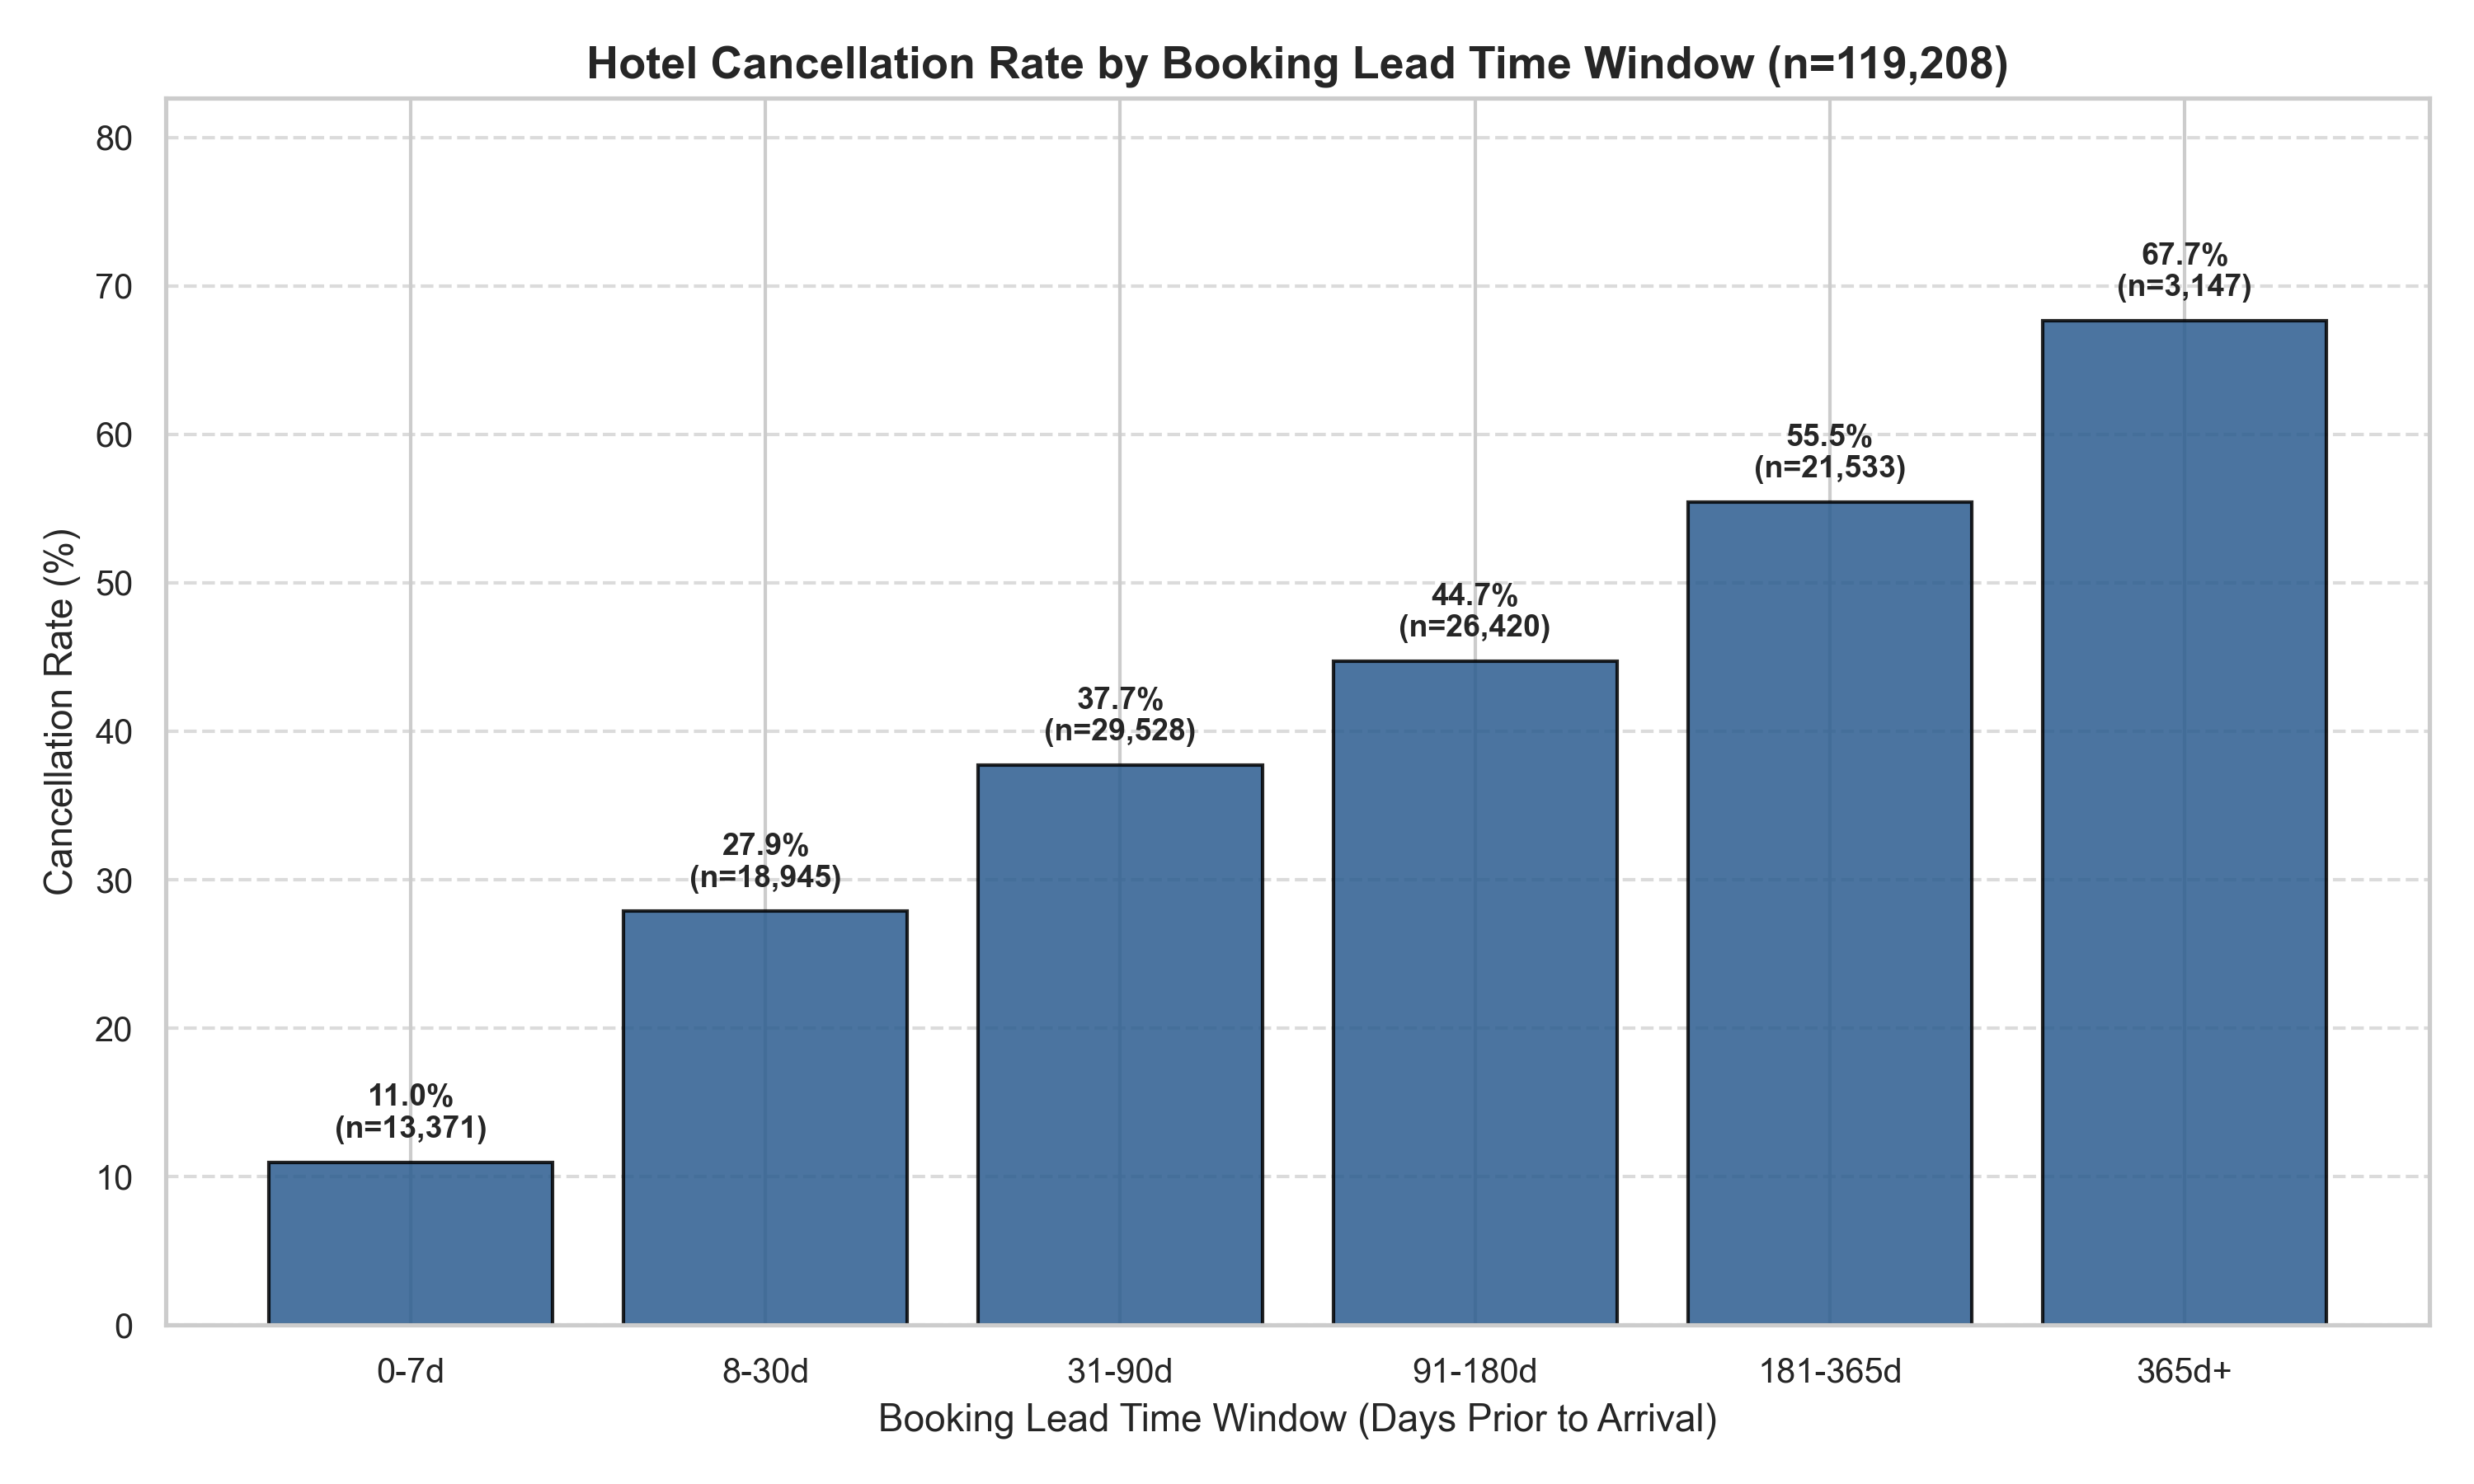 Hotel Cancellation Rate by Booking Lead Time Window (n=119,208)
Cancellation Rate (%)
80
70
60
50
40
30
20
10
0
11.0%
(n=13,371)
27.9%
(n=18,945)
37.7%
(n=29,528)
44.7%
(n=26,420)
55.5%
(n=21,533)
67.7%
(n=3,147)
0-7d
8-30d
31-90d
91-180d
181-365d
365d+
Booking Lead Time Window (Days Prior to Arrival)